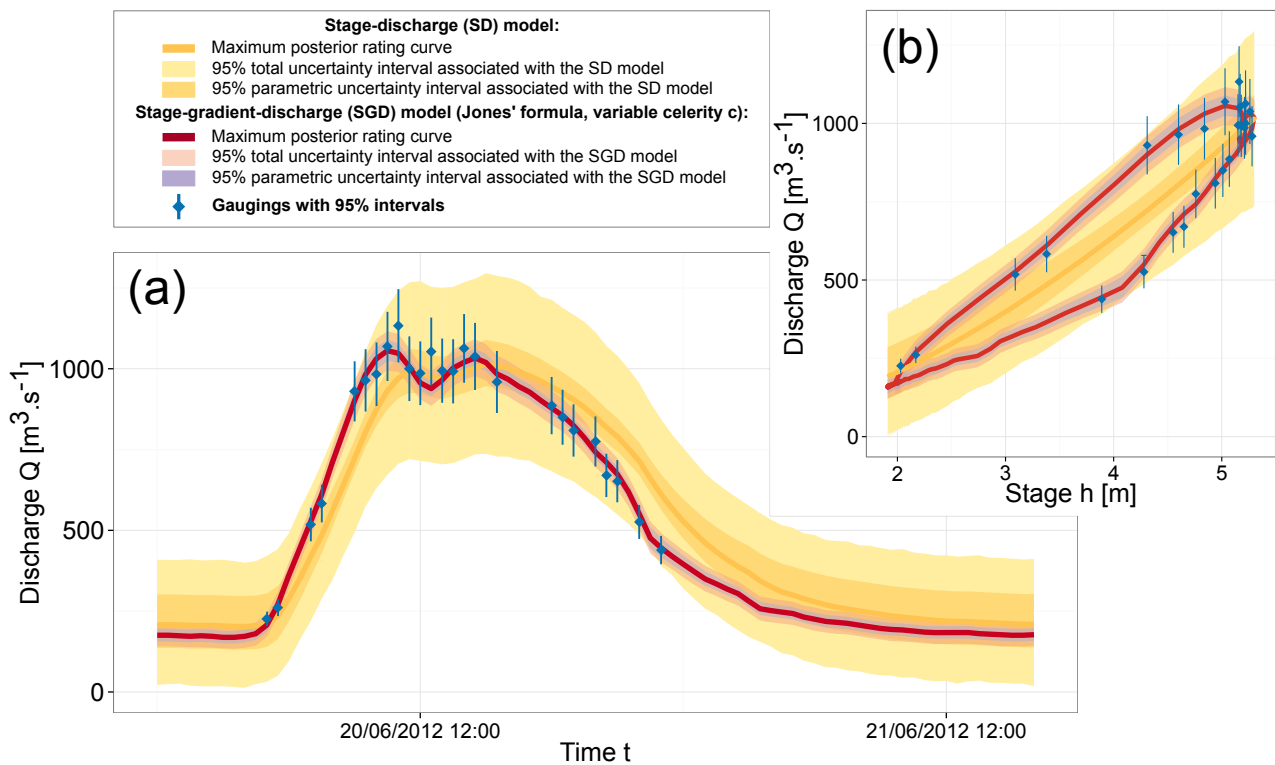 Stage-discharge (SD) model:
Maximum posterior rating curve
95% total uncertainty interval associated with the SD model
95% parametric uncertainty interval associated with the SD model
Stage-gradient-discharge (SGD) model (Jones' formula, variable celerity c):
Maximum posterior rating curve
95% total uncertainty interval associated with the SGD model
95% parametric uncertainty interval associated with the SGD model
Gaugings with 95% intervals
(b)
Discharge Q [m³.s⁻¹]
1000
500
0
2 3 4 5
Stage h [m]
(a)
Discharge Q [m³.s⁻¹]
1000
500
0
20/06/2012 12:00 21/06/2012 12:00
Time t